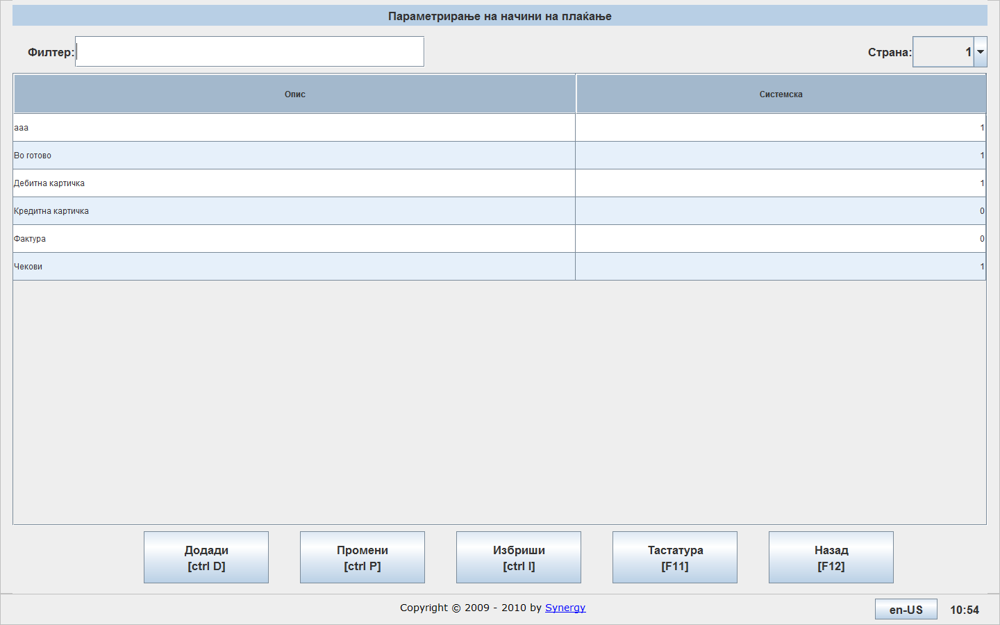 Параметрирање на начини на плаќање
Филтер:
Страна: 1
Опис Системска
ааа 1
Во готово 1
Дебитна картичка 1
Кредитна картичка 0
Фактура 0
Чекови 1
Додади [ctrl D]
Промени [ctrl P]
Избриши [ctrl I]
Тастатура [F11]
Назад [F12]
Copyright © 2009 - 2010 by Synergy
en-US
10:54